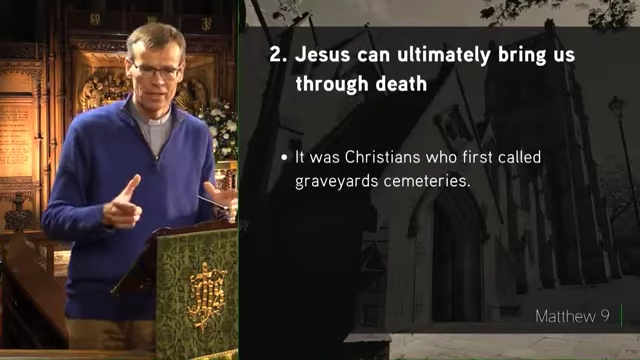 2. Jesus can ultimately bring us
through death
• It was Christians who first called
graveyards cemeteries.
Matthew 9